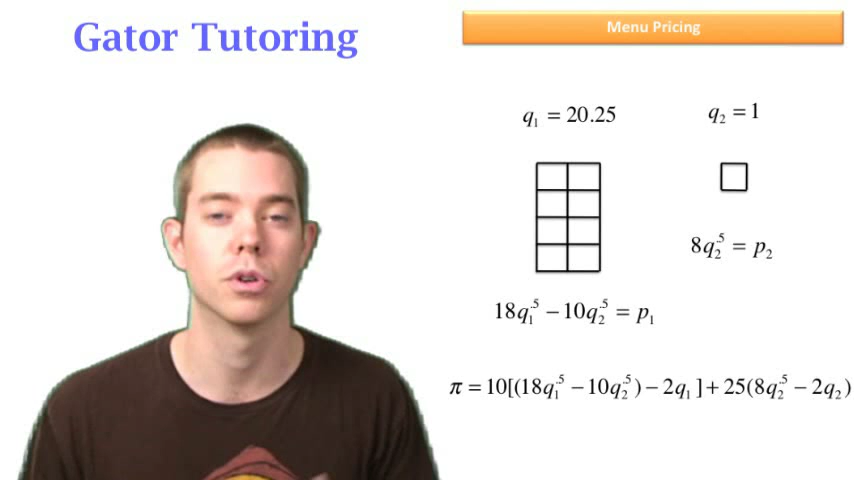 Gator Tutoring
Menu Pricing
q₁ = 20.25
q₂ = 1
8q₂^.5 = p₂
18q₁^.5 − 10q₂^.5 = p₁
π = 10[(18q₁^.5 − 10q₂^.5) − 2q₁] + 25(8q₂^.5 − 2q₂)